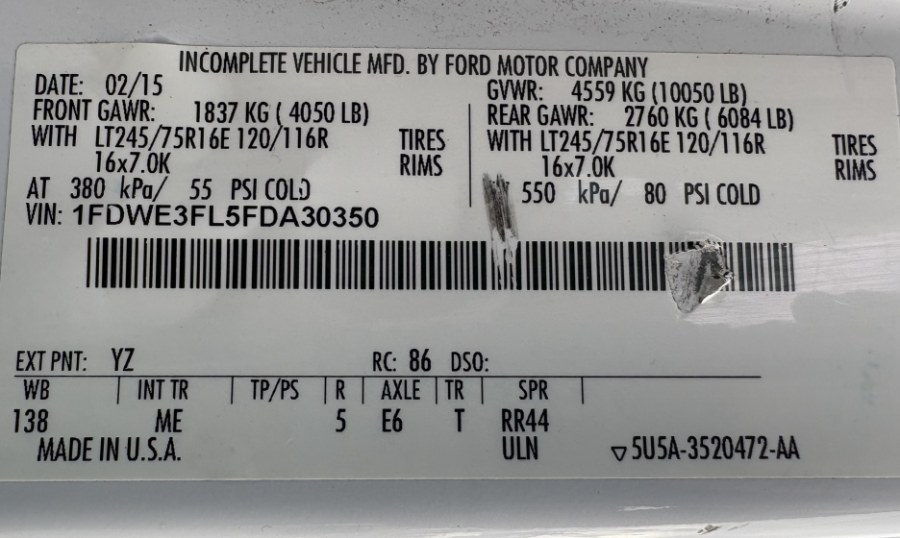 INCOMPLETE VEHICLE MFD. BY FORD MOTOR COMPANY
DATE: 02/15 GVWR: 4559 KG (10050 LB)
FRONT GAWR: 1837 KG ( 4050 LB) REAR GAWR: 2760 KG ( 6084 LB)
WITH LT245/75R16E 120/116R TIRES WITH LT245/75R16E 120/116R TIRES
16x7.0K RIMS 16x7.0K RIMS
AT 380 kPa/ 55 PSI COLD 550 kPa/ 80 PSI COLD
VIN: 1FDWE3FL5FDA30350
EXT PNT: YZ RC: 86 DSO:
WB INT TR TP/PS R AXLE TR SPR
138 ME 5 E6 T RR44
MADE IN U.S.A. ULN ▽5U5A-3520472-AA